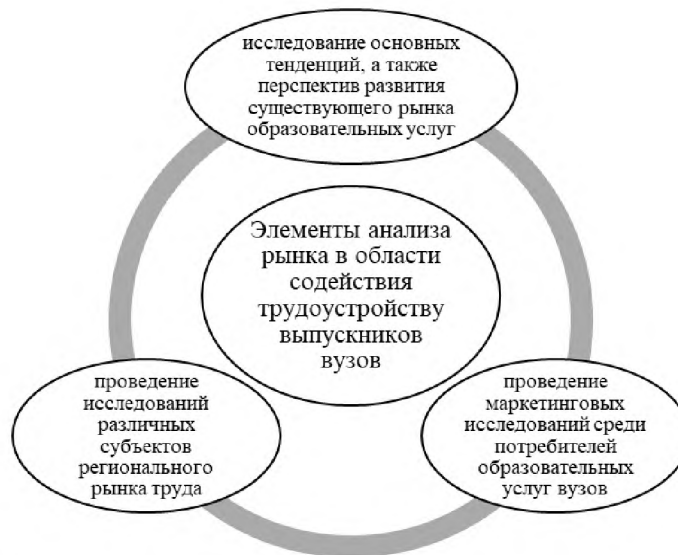 исследование основных
тенденций, а также
перспектив развития
существующего рынка
образовательных услуг
Элементы анализа
рынка в области
содействия
трудоустройству
выпускников
вузов
проведение
исследований
различных
субъектов
регионального
рынка труда
проведение
маркетинговых
исследований среди
потребителей
образовательных
услуг вузов